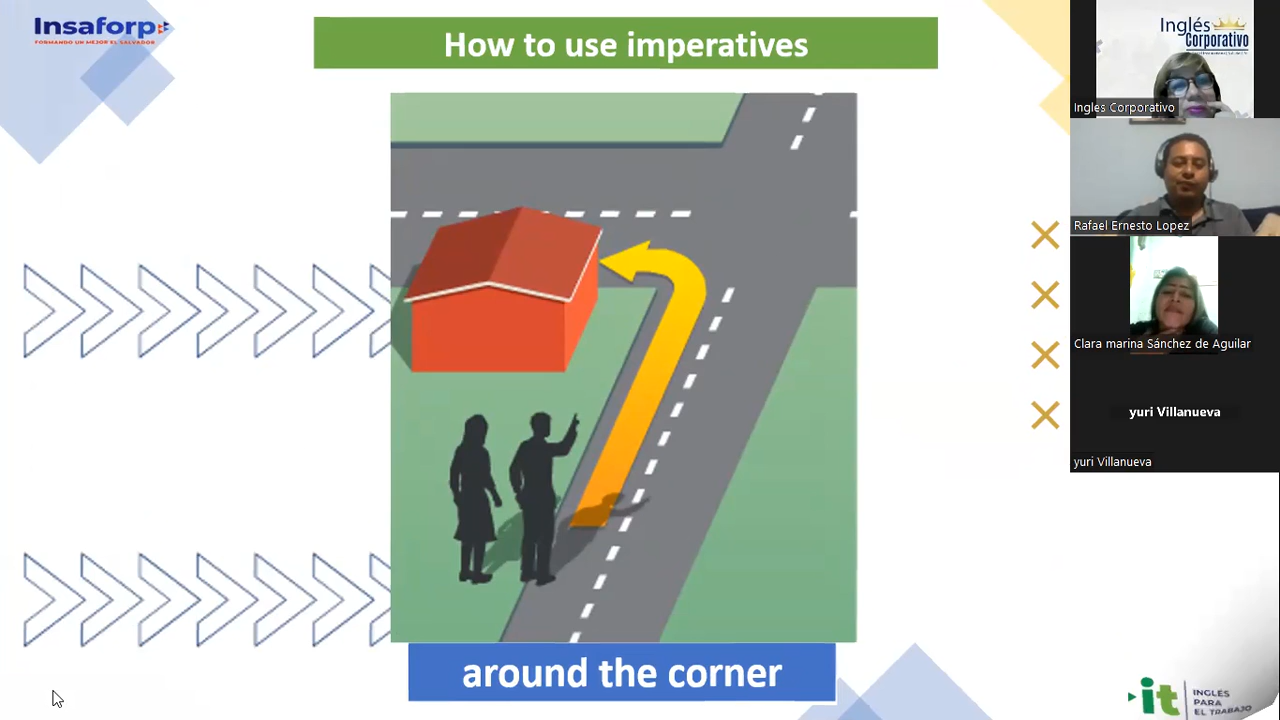 Insaforp
FORMANDO UN MEJOR EL SALVADOR
How to use imperatives
around the corner
Inglés
Corporativo
Ingles Corporativo
Rafael Ernesto Lopez
Clara marina Sánchez de Aguilar
yuri Villanueva
yuri Villanueva
it
INGLÉS
PARA
EL TRABAJO